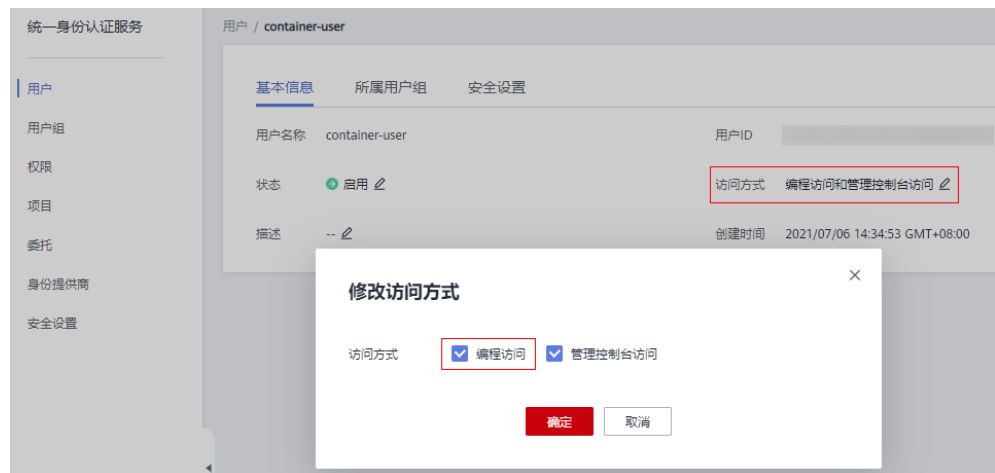 统一身份认证服务
用户 / container-user
用户
用户组
权限
项目
委托
身份提供商
安全设置
基本信息 所属用户组 安全设置
用户名称 container-user 用户ID
状态 启用 访问方式 编程访问和管理控制台访问
描述 -- 创建时间 2021/07/06 14:34:53 GMT+08:00
修改访问方式
访问方式 编程访问 管理控制台访问
确定 取消